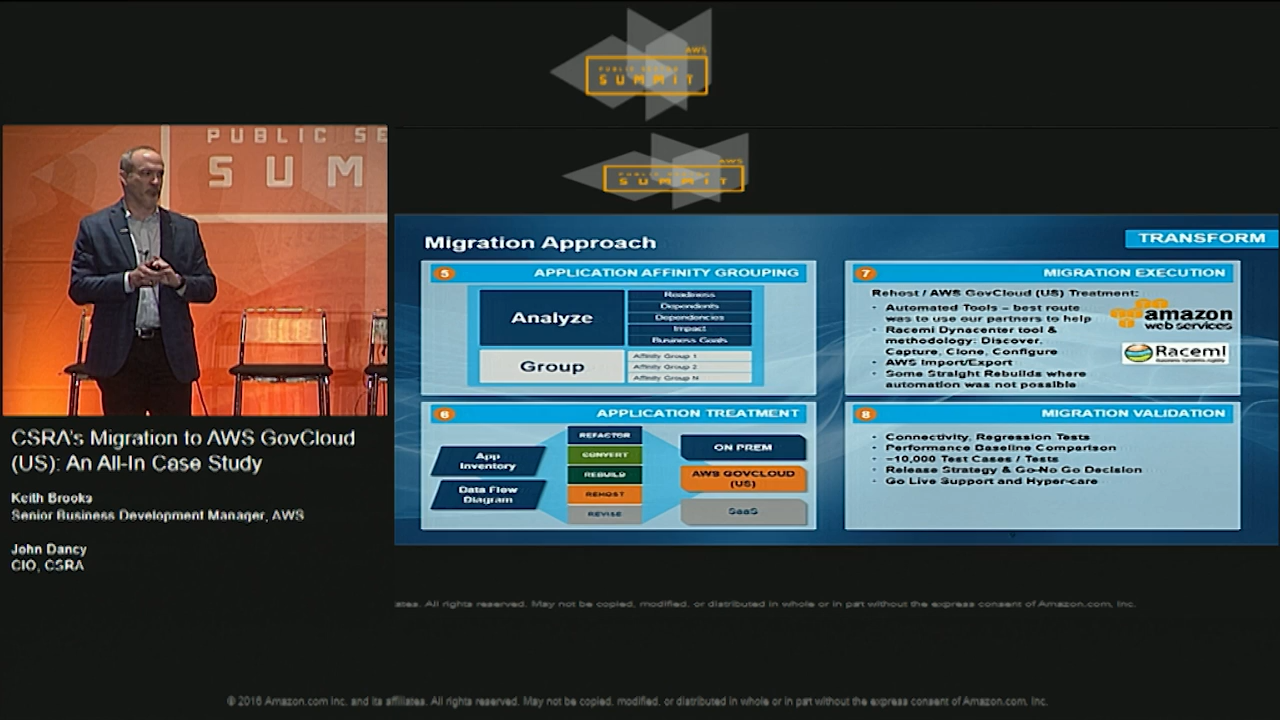 AWS
PUBLIC SECTOR
SUMMIT
AWS
PUBLIC SECTOR
SUMMIT
PUBLIC SE
SUM
CSRA's Migration to AWS GovCloud
(US): An All-In Case Study
Keith Brooks
Senior Business Development Manager, AWS
John Dancy
CIO, CSRA
Migration Approach
TRANSFORM
5 APPLICATION AFFINITY GROUPING
Analyze
Readiness
Dependents
Dependencies
Impact
Business Goals
Group
Affinity Group 1
Affinity Group 2
Affinity Group N
6 APPLICATION TREATMENT
App
Inventory
Data Flow
Diagram
REFACTOR
CONVERT
REBUILD
REHOST
REVISE
ON PREM
AWS GOVCLOUD
(US)
SaaS
7 MIGRATION EXECUTION
Rehost / AWS GovCloud (US) Treatment:
• Automated Tools – best route
was to use our partners to help
• Racemi Dynacenter tool &
methodology: Discover,
Capture, Clone, Configure
• AWS Import/Export
• Some Straight Rebuilds where
automation was not possible
amazon
web services
Racemi
8 MIGRATION VALIDATION
• Connectivity, Regression Tests
• Performance Baseline Comparison
• ~10,000 Test Cases / Tests
• Release Strategy & Go-No Go Decision
• Go Live Support and Hyper-care
ates. All rights reserved. May not be copied, modified, or distributed in whole or in part without the express consent of Amazon.com, Inc.
© 2016 Amazon.com Inc. and its affiliates. All rights reserved. May not be copied, modified, or distributed in whole or in part without the express consent of Amazon.com, Inc.